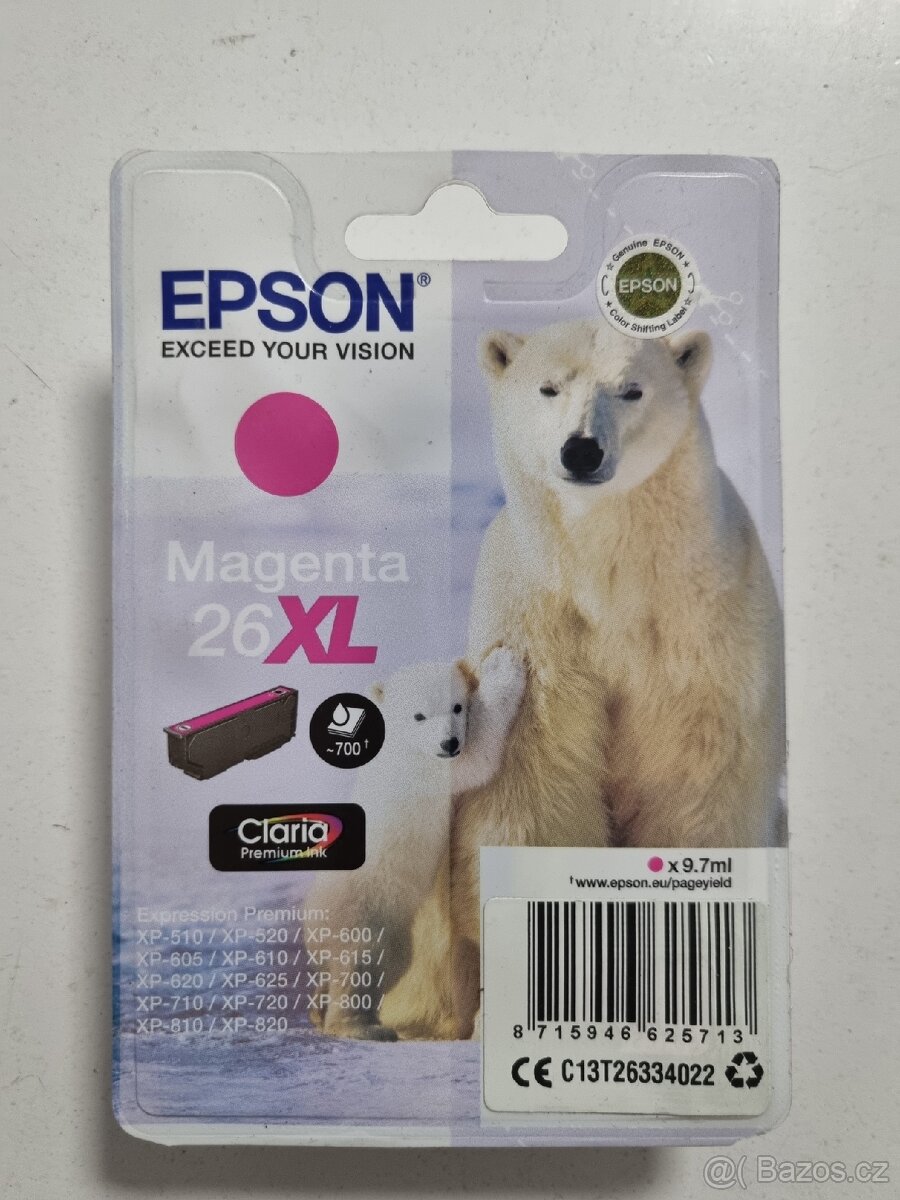 EPSON®
EXCEED YOUR VISION
Genuine EPSON
EPSON
Color Shifting Label
Magenta
26XL
~700†
Claria
Premium Ink
x 9.7ml
†www.epson.eu/pageyield
Expression Premium:
XP-510 / XP-520 / XP-600 /
XP-605 / XP-610 / XP-615 /
XP-620 / XP-625 / XP-700 /
XP-710 / XP-720 / XP-800 /
XP-810 / XP-820
8 715946 625713
CE C13T26334022
@( Bazos.cz